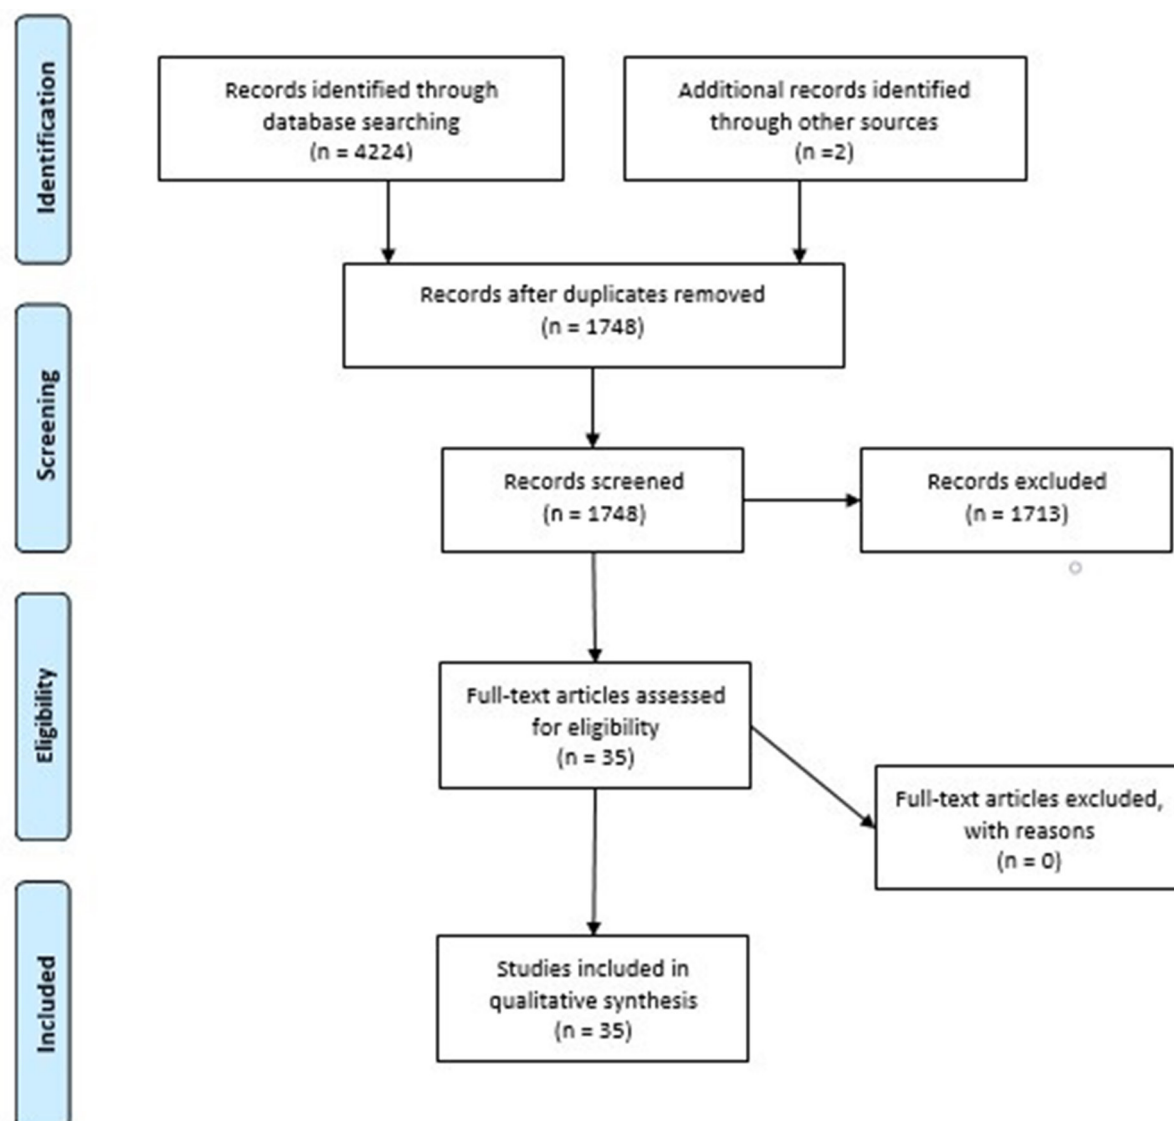 Identification
Records identified through
database searching
(n = 4224)
Additional records identified
through other sources
(n =2)
Records after duplicates removed
(n = 1748)
Screening
Records screened
(n = 1748)
Records excluded
(n = 1713)
Eligibility
Full-text articles assessed
for eligibility
(n = 35)
Full-text articles excluded,
with reasons
(n = 0)
Included
Studies included in
qualitative synthesis
(n = 35)